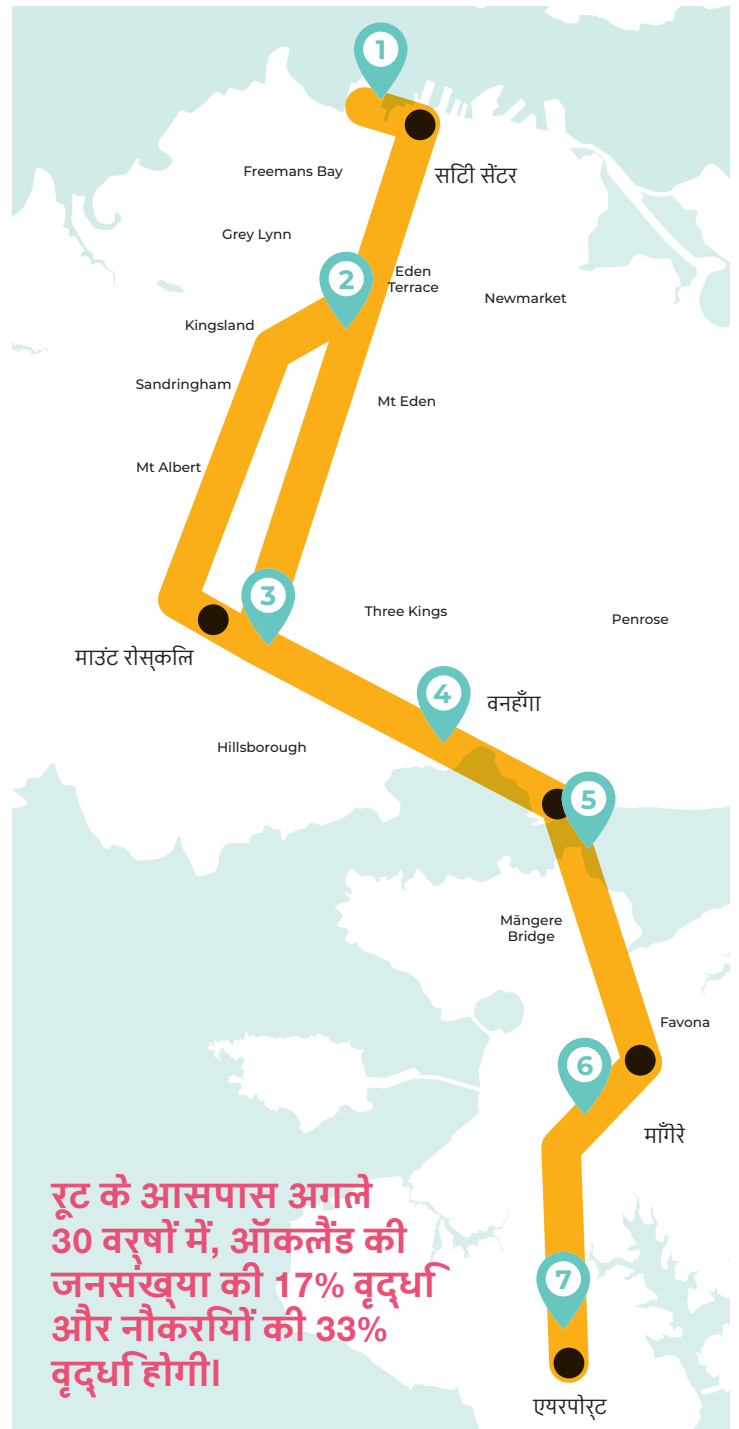 1
Freemans Bay
सिटी सेंटर
Grey Lynn
2
Eden
Terrace
Newmarket
Kingsland
Sandringham
Mt Eden
Mt Albert
3
Three Kings
Penrose
माउंट रोस्किल
4
वनहँगा
Hillsborough
5
Māngere
Bridge
Favona
6
माँगेरे
रूट के आसपास अगले
30 वर्षों में, ऑकलैंड की
जनसंख्या की 17% वृद्धि
और नौकरियों की 33%
वृद्धि होगी।
7
एयरपोर्ट